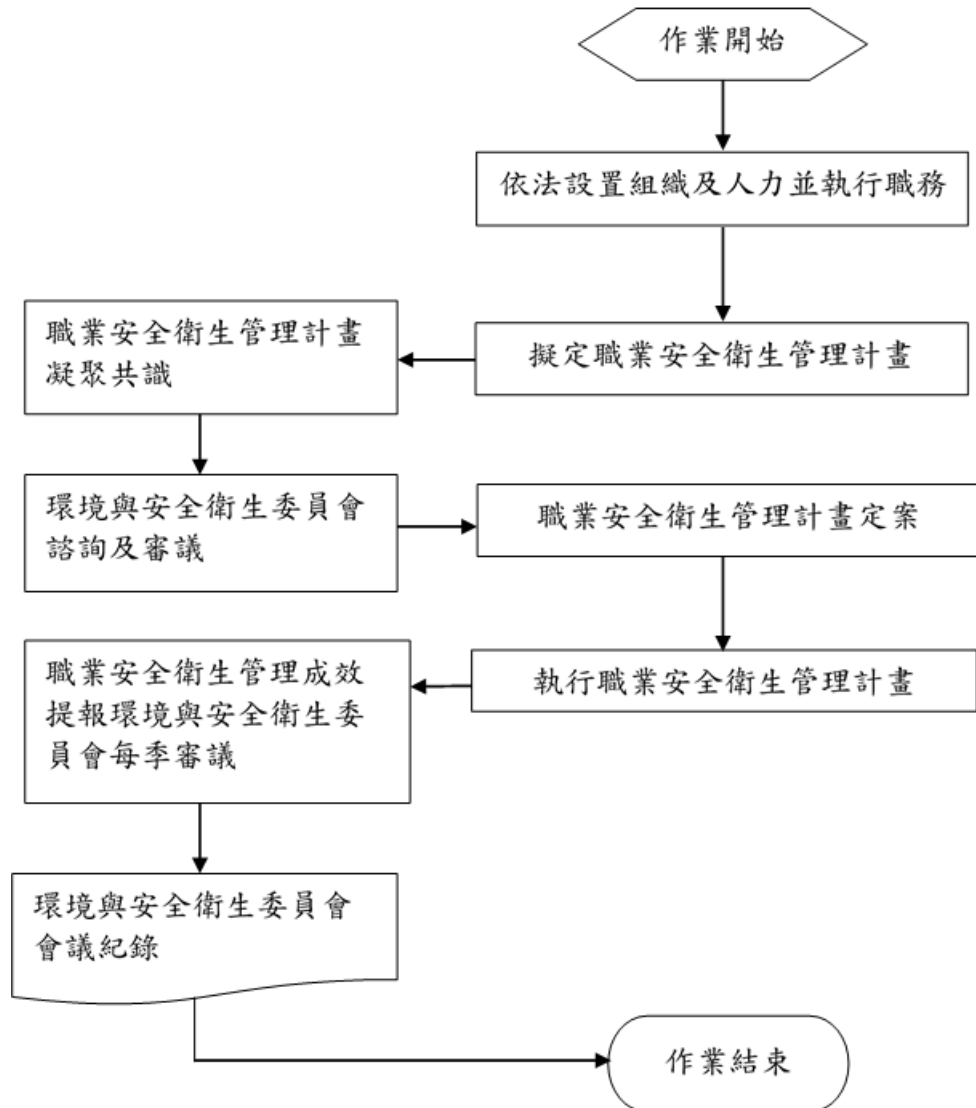 作業開始
依法設置組織及人力並執行職務
擬定職業安全衛生管理計畫
職業安全衛生管理計畫
凝聚共識
環境與安全衛生委員會
諮詢及審議
職業安全衛生管理計畫定案
執行職業安全衛生管理計畫
職業安全衛生管理成效
提報環境與安全衛生委
員會每季審議
環境與安全衛生委員會
會議紀錄
作業結束